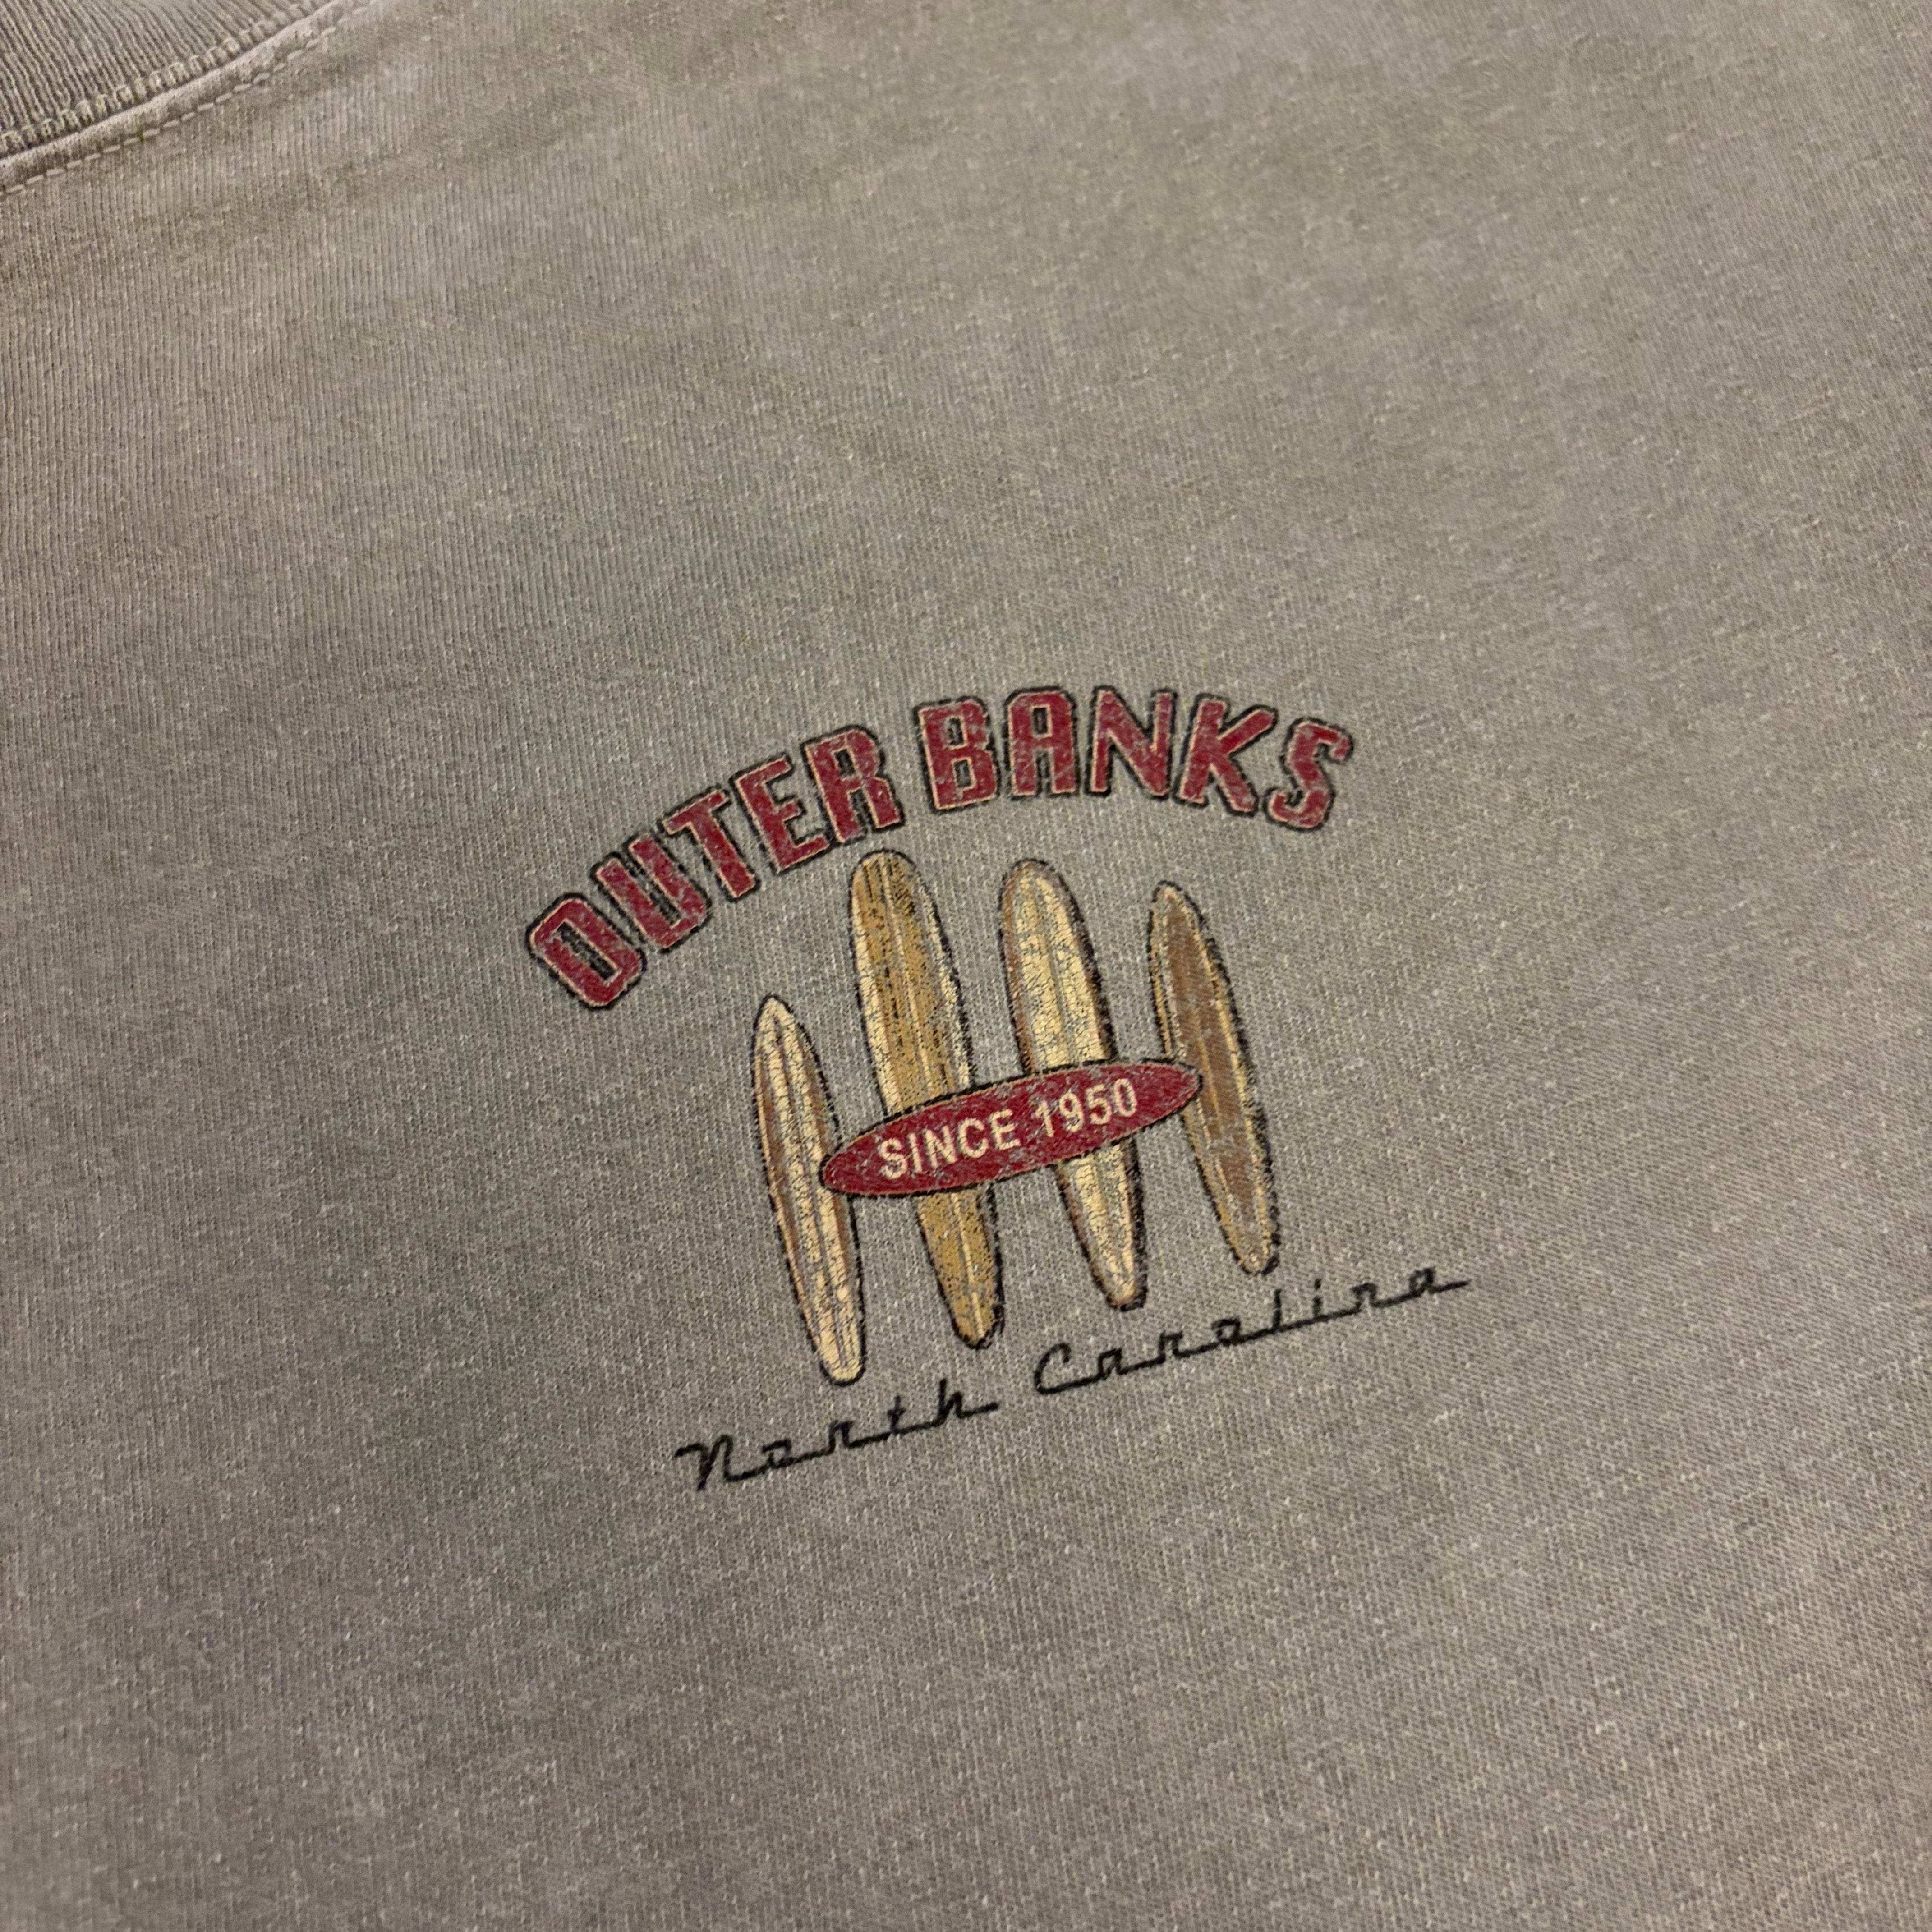 OUTER BANKS
SINCE 1950
North Carolina